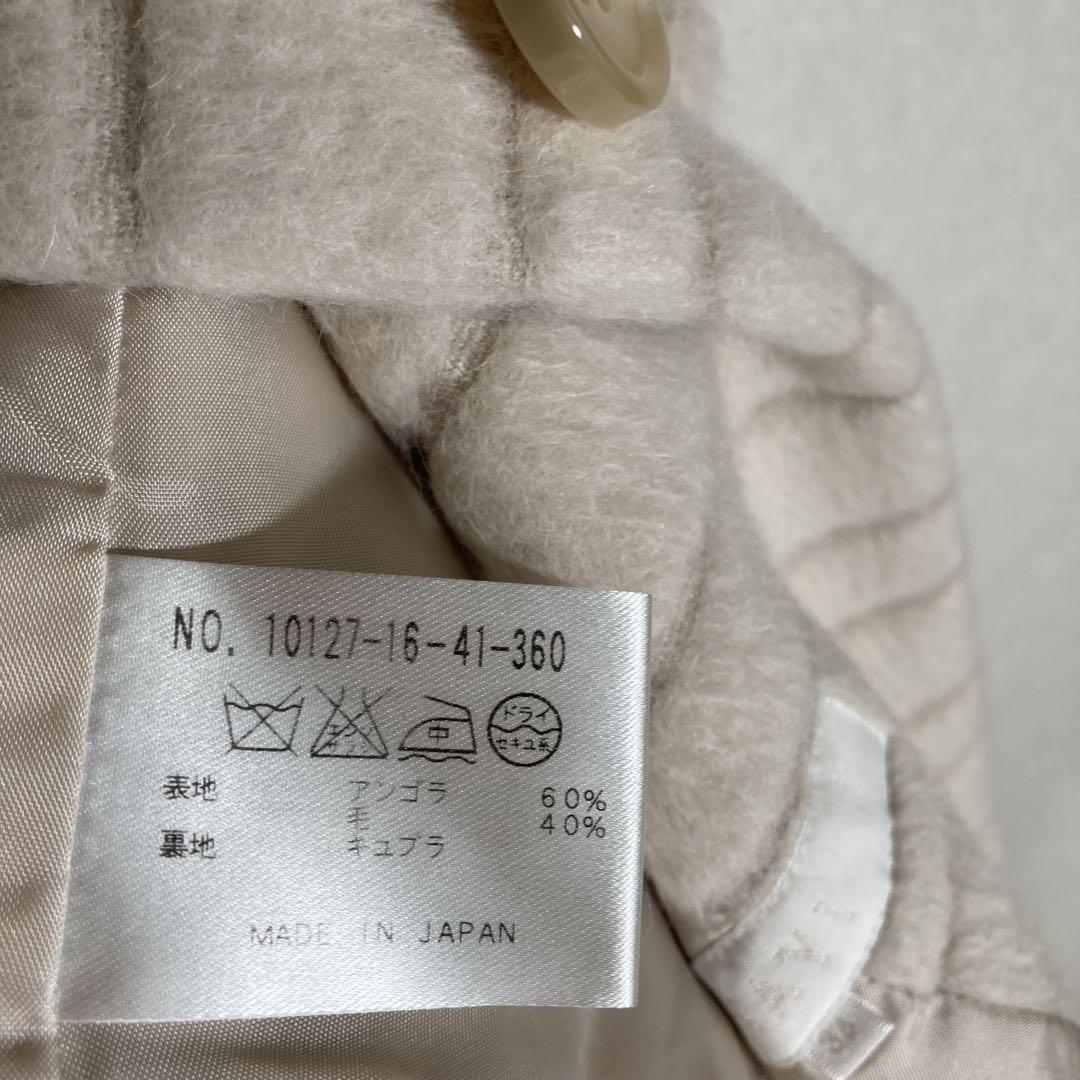 NO. 10127-16-41-360
中 ドライ
セキユ系
表地 アンゴラ 60%
毛 40%
裏地 キュプラ
MADE IN JAPAN